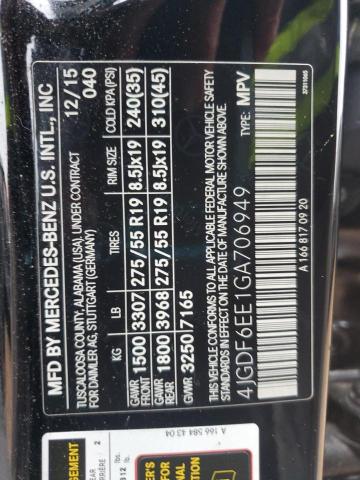 MFD BY MERCEDES-BENZ U.S. INTL., INC
TUSCALOOSA COUNTY, ALABAMA (USA), UNDER CONTRACT 12/15
FOR DAIMLER AG, STUTTGART (GERMANY) 040
KG LB TIRES RIM SIZE COLD KPA (PSI)
GAWR FRONT 1500 3307 275/55 R19 8.5Jx19 240(35)
GAWR REAR 1800 3968 275/55 R19 8.5Jx19 310(45)
GVWR 3250 7165
THIS VEHICLE CONFORMS TO ALL APPLICABLE FEDERAL MOTOR VEHICLE SAFETY
STANDARDS IN EFFECT ON THE DATE OF MANUFACTURE SHOWN ABOVE.
4JGDF6EE1GA706949 TYPE: MPV
A 166 817 09 20
A 166 584 43 04
2
312 lbs.